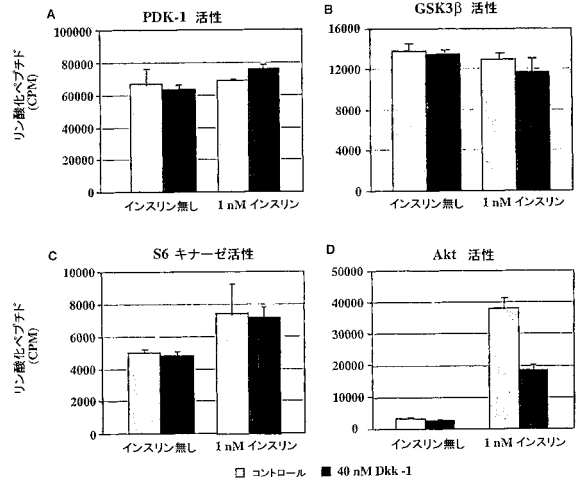 A PDK-1 活性
リン酸化ペプチド
(CPM)
100000
80000
60000
40000
20000
0
インスリン無し 1 nM インスリン
B GSK3β 活性
16000
12000
8000
4000
0
インスリン無し 1 nM インスリン
C S6 キナーゼ活性
リン酸化ペプチド
(CPM)
10000
8000
6000
4000
2000
0
インスリン無し 1 nM インスリン
D Akt 活性
50000
40000
30000
20000
10000
0
インスリン無し 1 nM インスリン
コントロール 40 nM Dkk -1